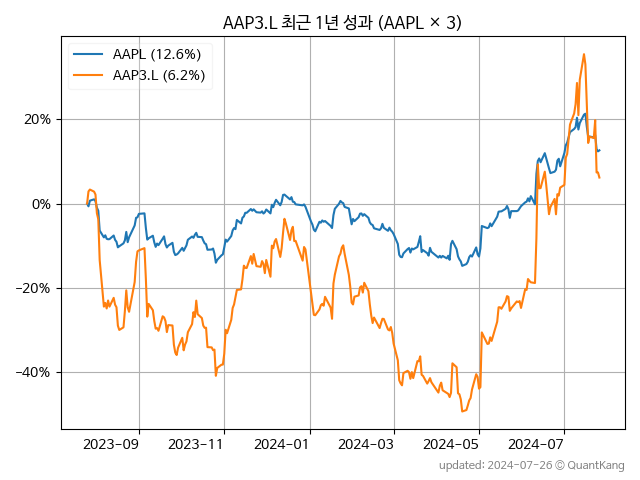 AAP3.L 최근 1년 성과 (AAPL × 3)
AAPL (12.6%)
AAP3.L (6.2%)
20%
0%
−20%
−40%
2023-09
2023-11
2024-01
2024-03
2024-05
2024-07
updated: 2024-07-26 © QuantKang